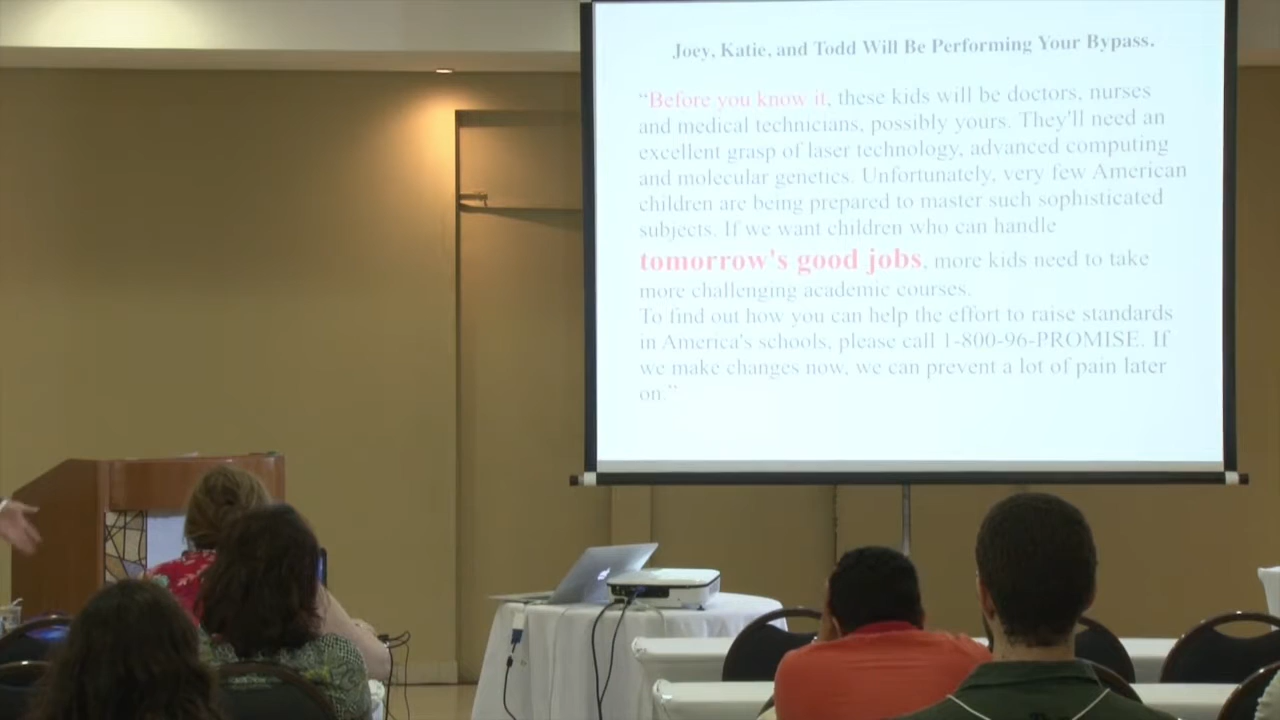 Joey, Katie, and Todd Will Be Performing Your Bypass.
“Before you know it, these kids will be doctors, nurses
and medical technicians, possibly yours. They'll need an
excellent grasp of laser technology, advanced computing
and molecular genetics. Unfortunately, very few American
children are being prepared to master such sophisticated
subjects. If we want children who can handle
tomorrow's good jobs, more kids need to take
more challenging academic courses.
To find out how you can help the effort to raise standards
in America's schools, please call 1-800-96-PROMISE. If
we make changes now, we can prevent a lot of pain later
on.”